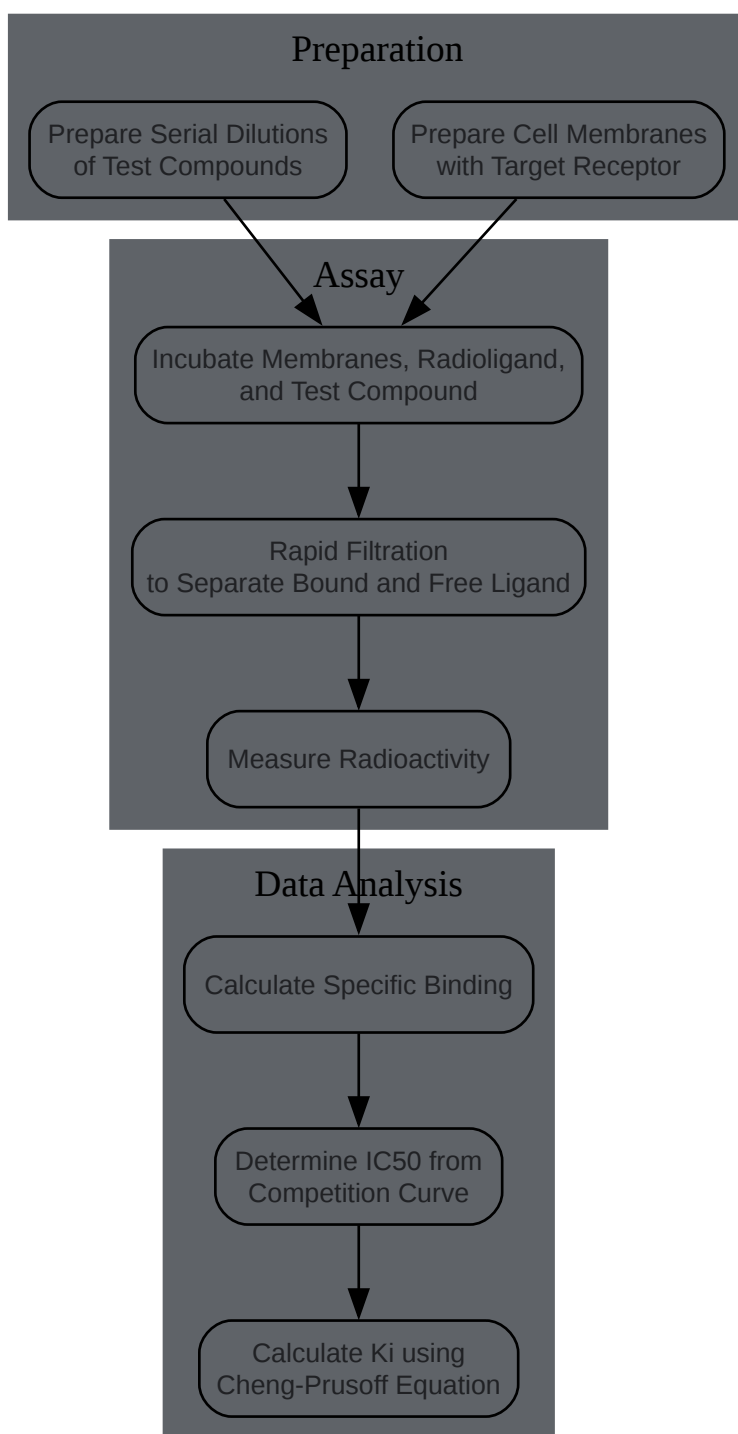 Preparation
Prepare Serial Dilutions
of Test Compounds
Prepare Cell Membranes
with Target Receptor
Assay
Incubate Membranes, Radioligand,
and Test Compound
Rapid Filtration
to Separate Bound and Free Ligand
Measure Radioactivity
Data Analysis
Calculate Specific Binding
Determine IC50 from
Competition Curve
Calculate Ki using
Cheng-Prusoff Equation